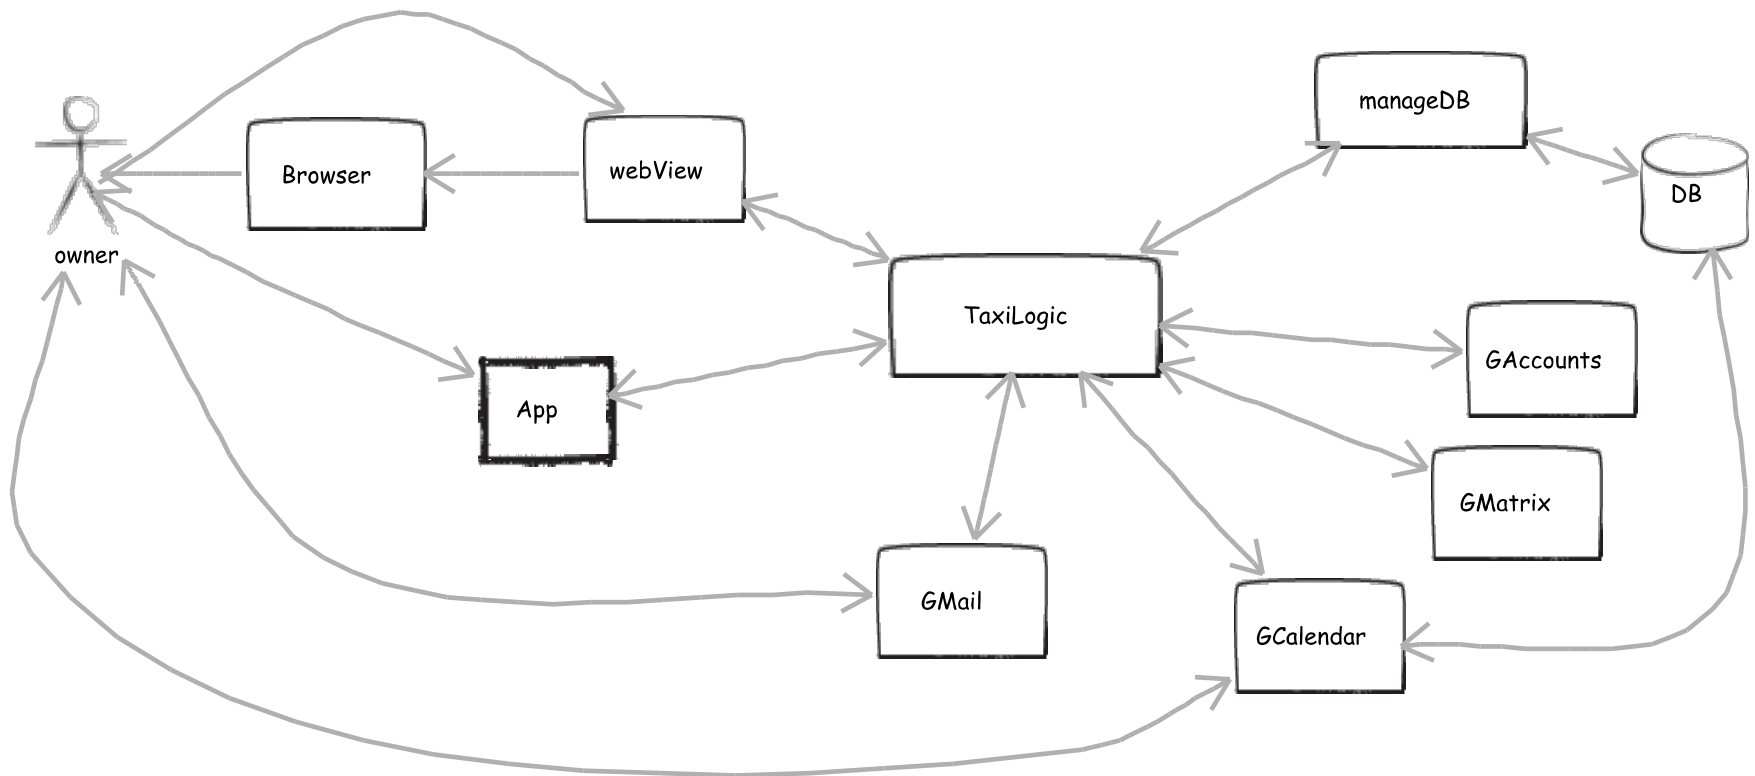 manageDB
Browser
webView
DB
owner
TaxiLogic
GAccounts
App
GMatrix
GMail
GCalendar